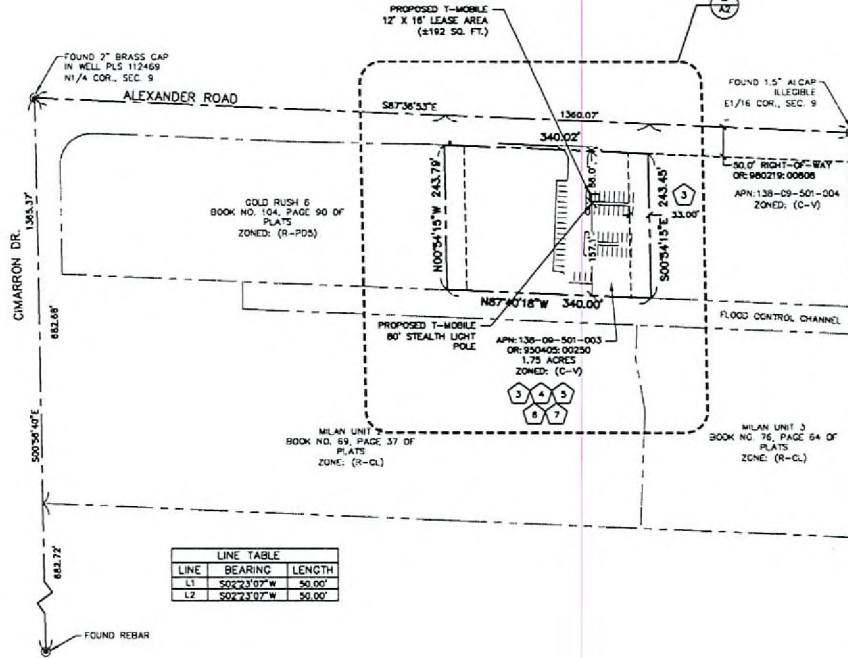 PROPOSED T-MOBILE
12' X 16' LEASE AREA
(±192 SQ. FT.)
A2
FOUND 2" BRASS CAP
IN WELL PLS 112469
N1/4 COR., SEC. 9
ALEXANDER ROAD
S87°36'53"E
1360.07'
340.02'
FOUND 1.5" ALCAP
ILLEGIBLE
E1/16 COR., SEC. 9
50.0' RIGHT-OF-WAY
OR: 980219:00808
APN: 138-09-501-004
ZONED: (C-V)
CIMARRON DR.
1365.37'
682.68'
GOLD RUSH 6
BOOK NO. 104, PAGE 90 OF
PLATS
ZONED: (R-PD5)
N00°54'15"W 243.79'
157.1'
S00°54'15"E 243.45'
3
33.00'
N87°40'18"W 340.00'
FLOOD CONTROL CHANNEL
PROPOSED T-MOBILE
80' STEALTH LIGHT
POLE
APN: 138-09-501-003
OR: 950405:00250
1.75 ACRES
ZONED: (C-V)
3 4 5
6 7
MILAN UNIT
BOOK NO. 69, PAGE 37 OF
PLATS
ZONE: (R-CL)
MILAN UNIT 3
BOOK NO. 76, PAGE 64 OF
PLATS
ZONE: (R-CL)
682.72'
LINE TABLE
LINE BEARING LENGTH
L1 S02°23'07"W 50.00'
L2 S02°23'07"W 50.00'
FOUND REBAR